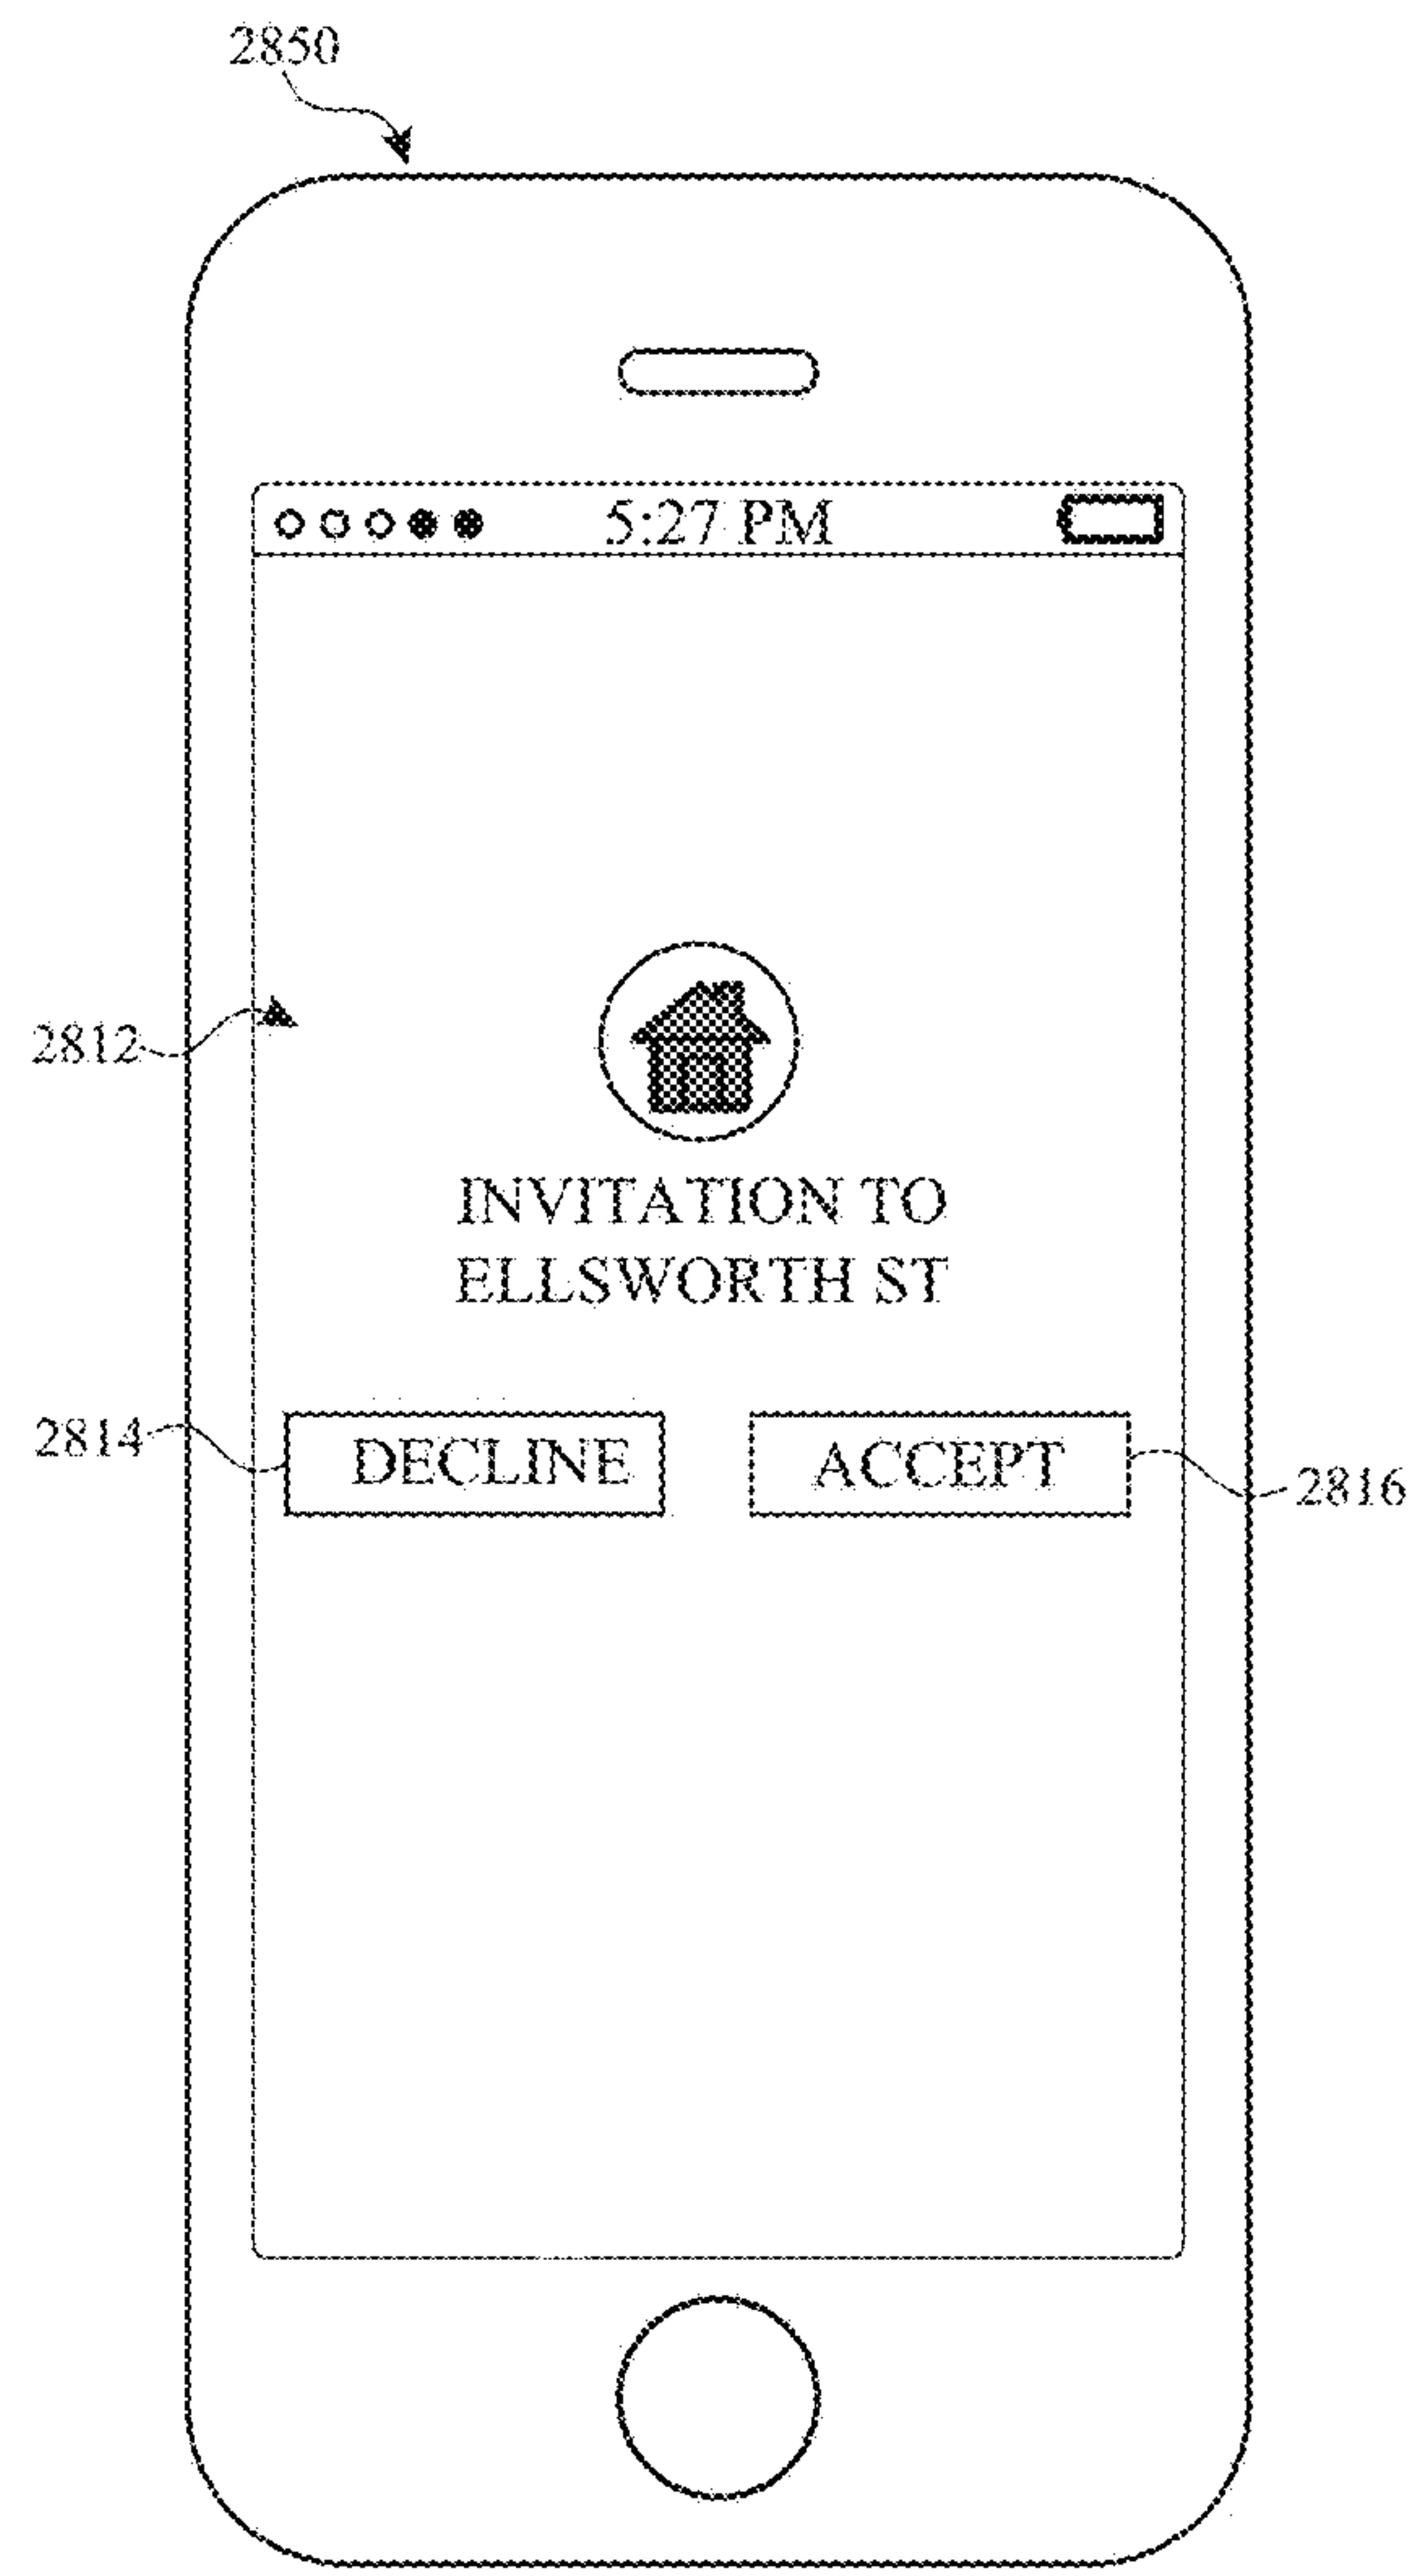 2850
5:27 PM
2812
INVITATION TO
ELLSWORTH ST
2814
DECLINE
ACCEPT
2816